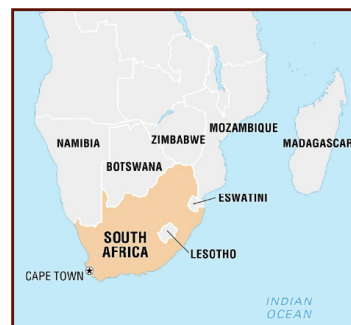 NAMIBIA
ZIMBABWE
MOZAMBIQUE
MADAGASCAR
BOTSWANA
ESWATINI
SOUTH
AFRICA
LESOTHO
CAPE TOWN
INDIAN
OCEAN